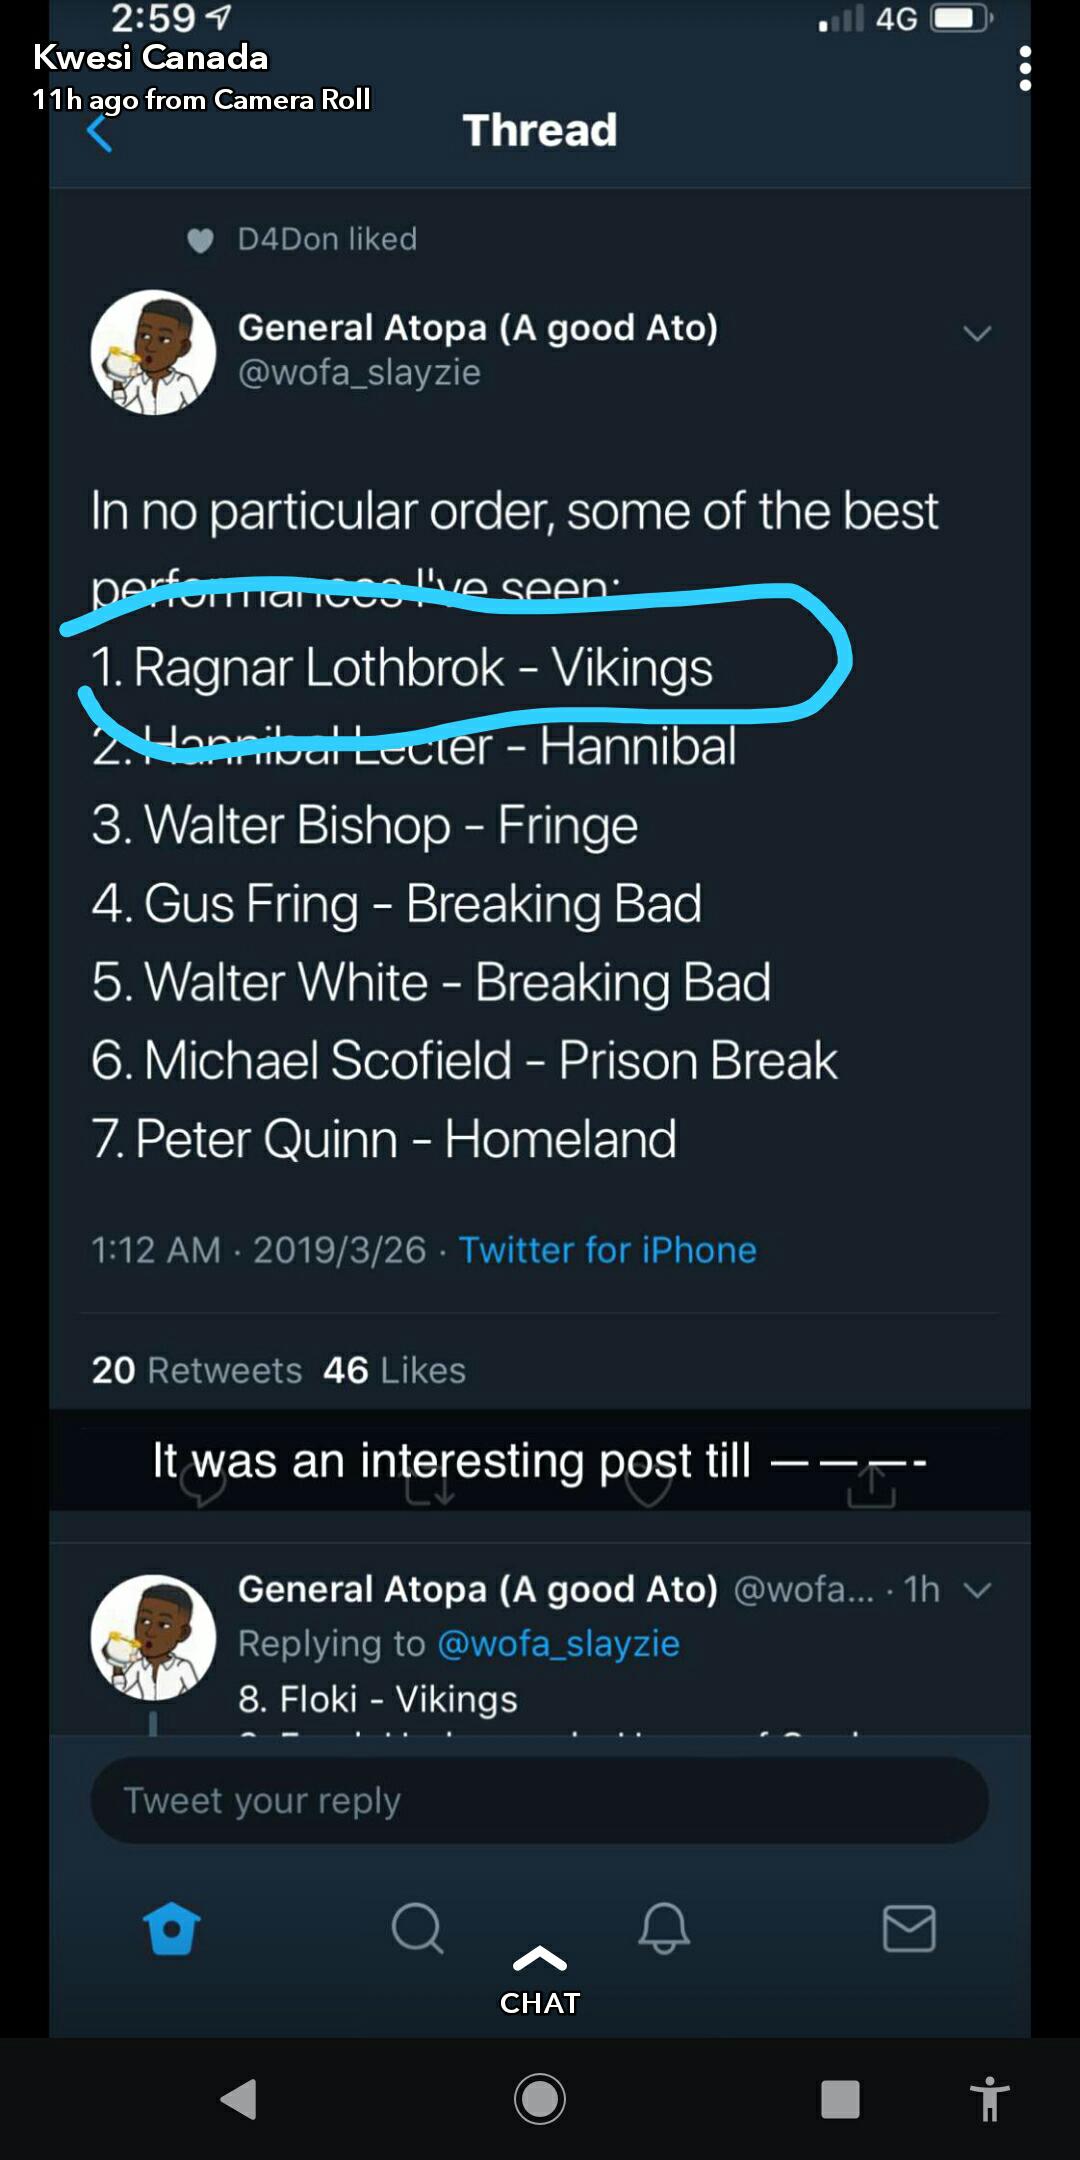 2:59 4G
Kwesi Canada
11h ago from Camera Roll
Thread
D4Don liked
General Atopa (A good Ato)
@wofa_slayzie
In no particular order, some of the best
performances I've seen:
1. Ragnar Lothbrok - Vikings
2. Hannibal Lecter - Hannibal
3. Walter Bishop - Fringe
4. Gus Fring - Breaking Bad
5. Walter White - Breaking Bad
6. Michael Scofield - Prison Break
7. Peter Quinn - Homeland
1:12 AM · 2019/3/26 · Twitter for iPhone
20 Retweets 46 Likes
It was an interesting post till — — — -
General Atopa (A good Ato) @wofa... · 1h
Replying to @wofa_slayzie
8. Floki - Vikings
Tweet your reply
CHAT